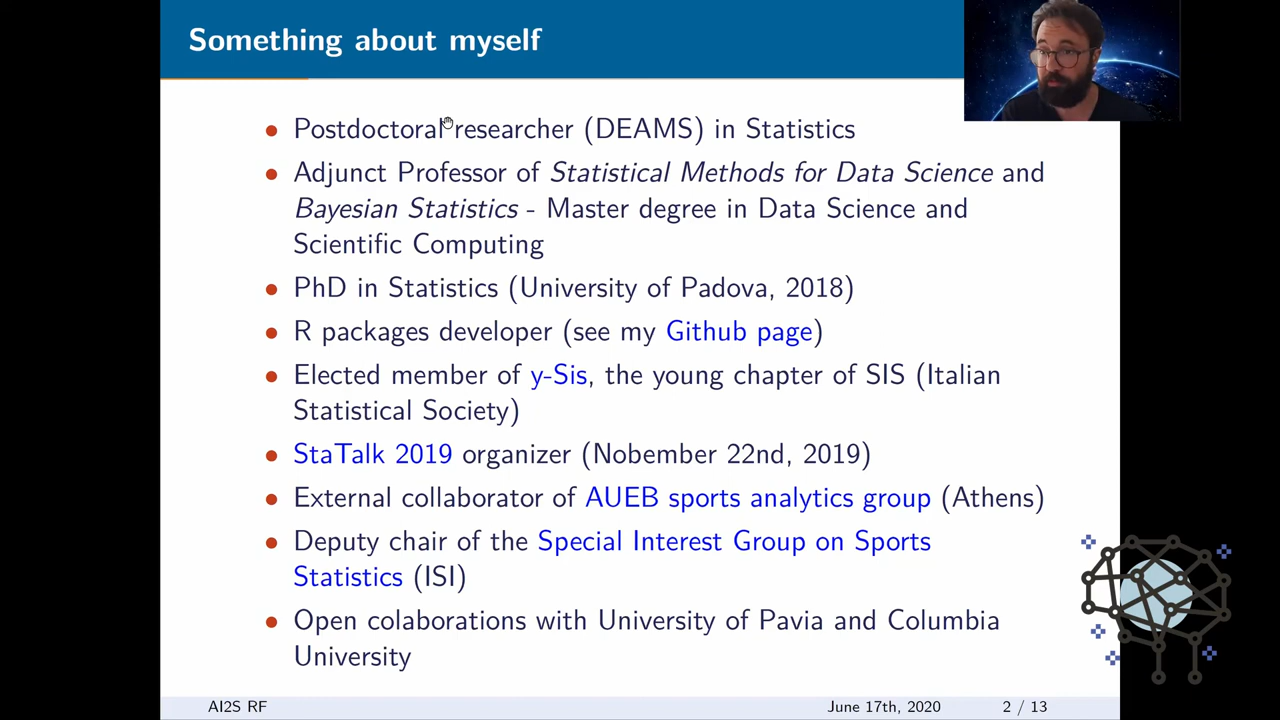 Something about myself
• Postdoctoral researcher (DEAMS) in Statistics
• Adjunct Professor of Statistical Methods for Data Science and
Bayesian Statistics - Master degree in Data Science and
Scientific Computing
• PhD in Statistics (University of Padova, 2018)
• R packages developer (see my Github page)
• Elected member of y-Sis, the young chapter of SIS (Italian
Statistical Society)
• StaTalk 2019 organizer (Nobember 22nd, 2019)
• External collaborator of AUEB sports analytics group (Athens)
• Deputy chair of the Special Interest Group on Sports
Statistics (ISI)
• Open colaborations with University of Pavia and Columbia
University
AI2S RF June 17th, 2020 2 / 13